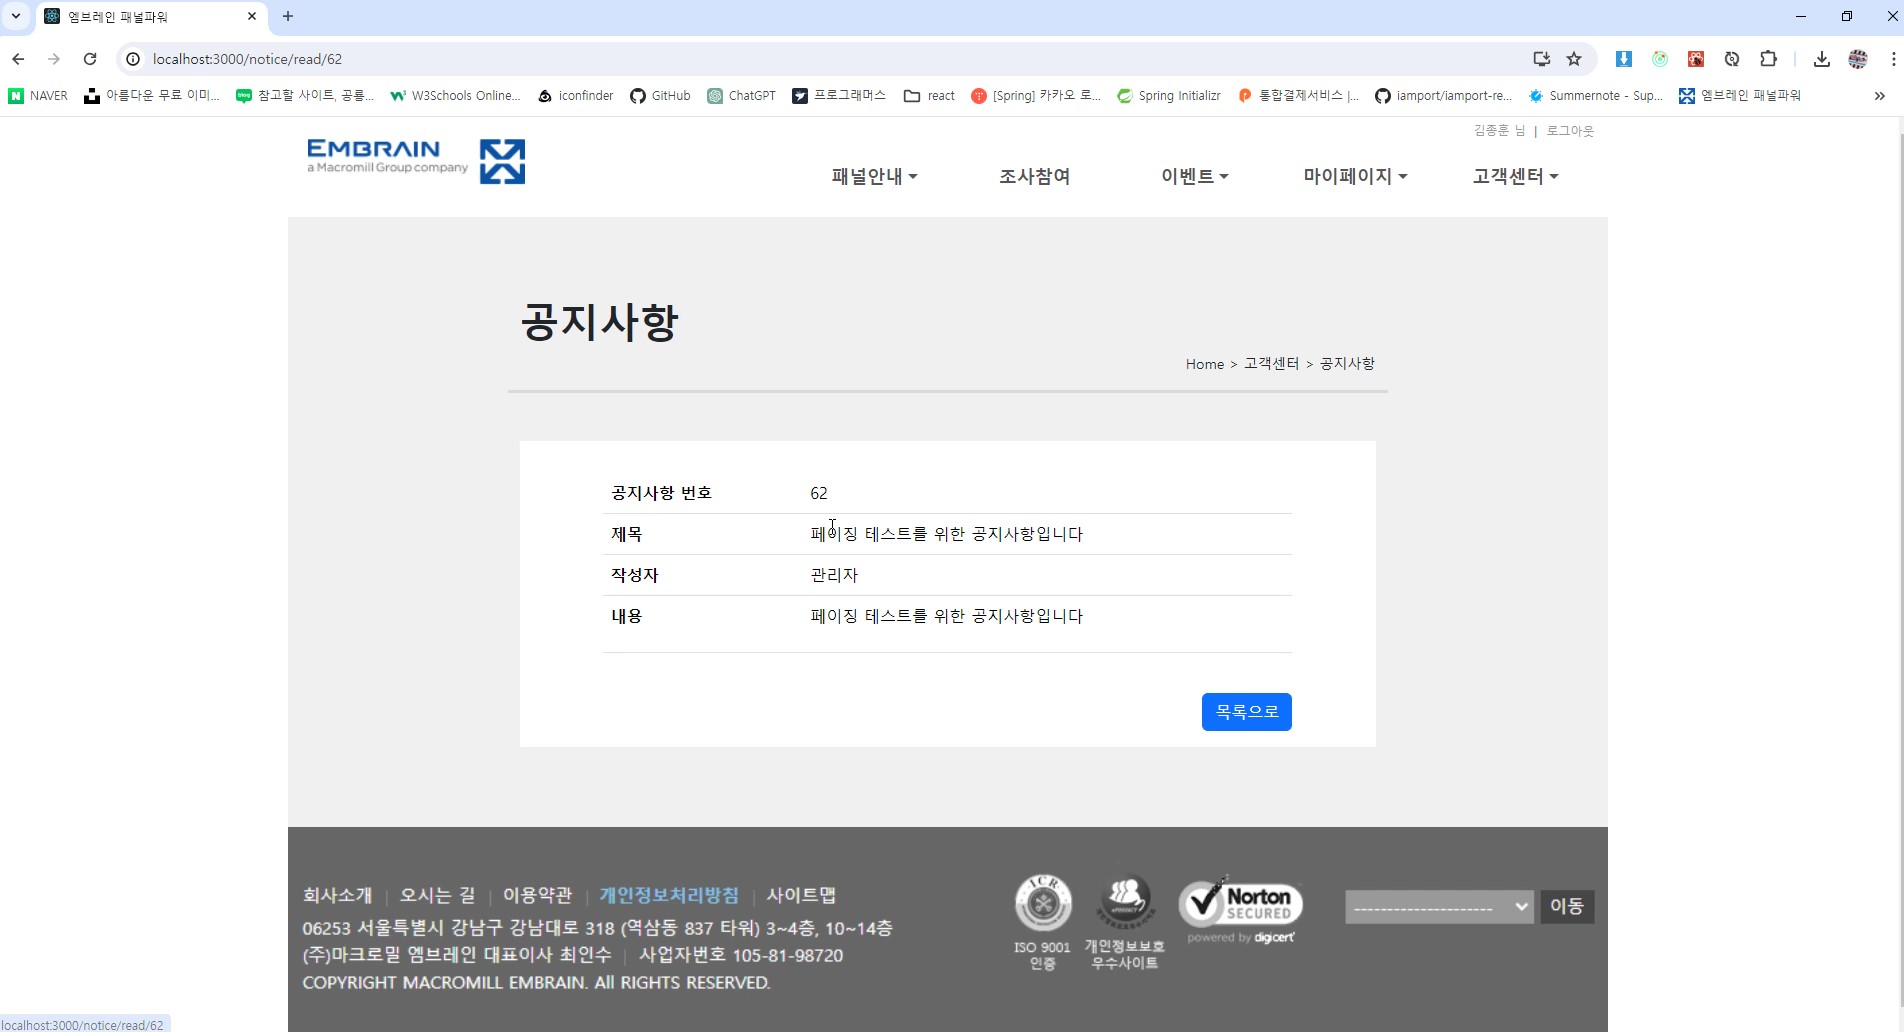 엠브레인 패널파워
localhost:3000/notice/read/62
NAVER 아름다운 무료 이미... 참고할 사이트, 공룡... W3Schools Online... iconfinder GitHub ChatGPT 프로그래머스 react [Spring] 카카오 로... Spring Initializr 통합결제서비스 |... iamport/iamport-re... Summernote - Sup... 엠브레인 패널파워
김종훈 님 | 로그아웃
EMBRAIN
a Macromill Group company
패널안내 조사참여 이벤트 마이페이지 고객센터
공지사항
Home > 고객센터 > 공지사항
공지사항 번호 62
제목 페이징 테스트를 위한 공지사항입니다
작성자 관리자
내용 페이징 테스트를 위한 공지사항입니다
목록으로
회사소개 | 오시는 길 | 이용약관 | 개인정보처리방침 | 사이트맵
06253 서울특별시 강남구 강남대로 318 (역삼동 837 타워) 3~4층, 10~14층
(주)마크로밀 엠브레인 대표이사 최인수 | 사업자번호 105-81-98720
COPYRIGHT MACROMILL EMBRAIN. All RIGHTS RESERVED.
ICR
ISO 9001
인증
개인정보보호
우수사이트
Norton
SECURED
powered by digicert
--------------------- 이동
localhost:3000/notice/read/62